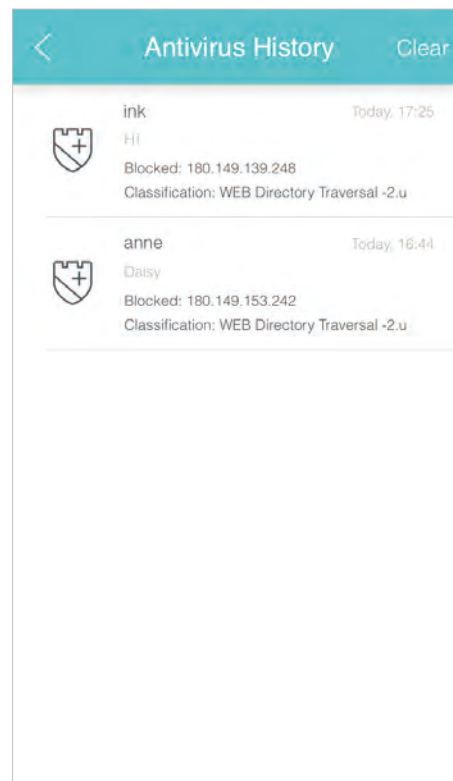 Antivirus History Clear
ink Today, 17:25
HI
Blocked: 180.149.139.248
Classification: WEB Directory Traversal -2.u
anne Today, 16:44
Daisy
Blocked: 180.149.153.242
Classification: WEB Directory Traversal -2.u